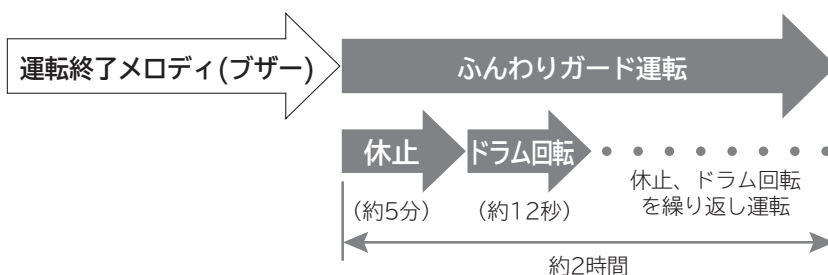 運転終了メロディ(ブザー)
ふんわりガード運転
休止
ドラム回転
(約5分)
(約12秒)
休止、ドラム回転
を繰り返し運転
約2時間